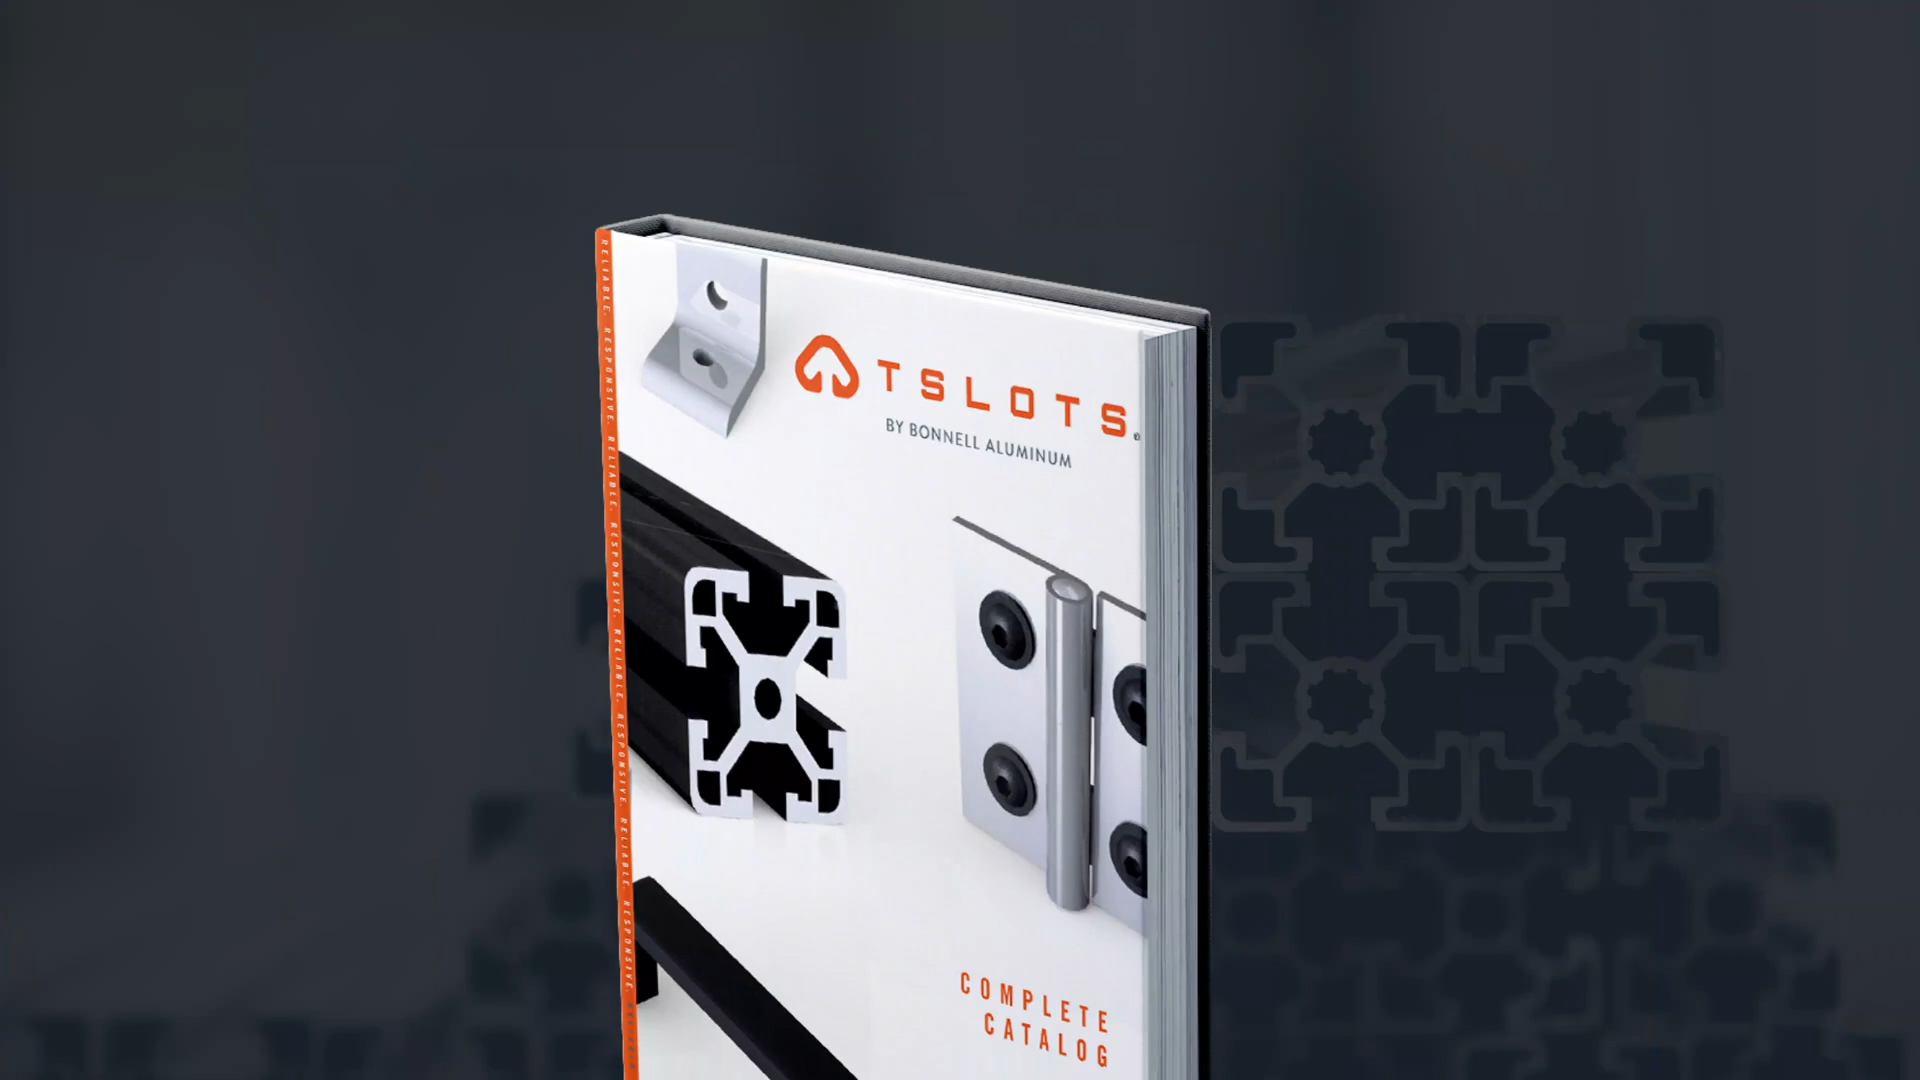 TSLOTS®
BY BONNELL ALUMINUM
COMPLETE
CATALOG
RELIABLE. RESPONSIVE. RELIABLE. RESPONSIVE. RELIABLE. RESPONSIVE. RELIABLE. RESPONSIVE.